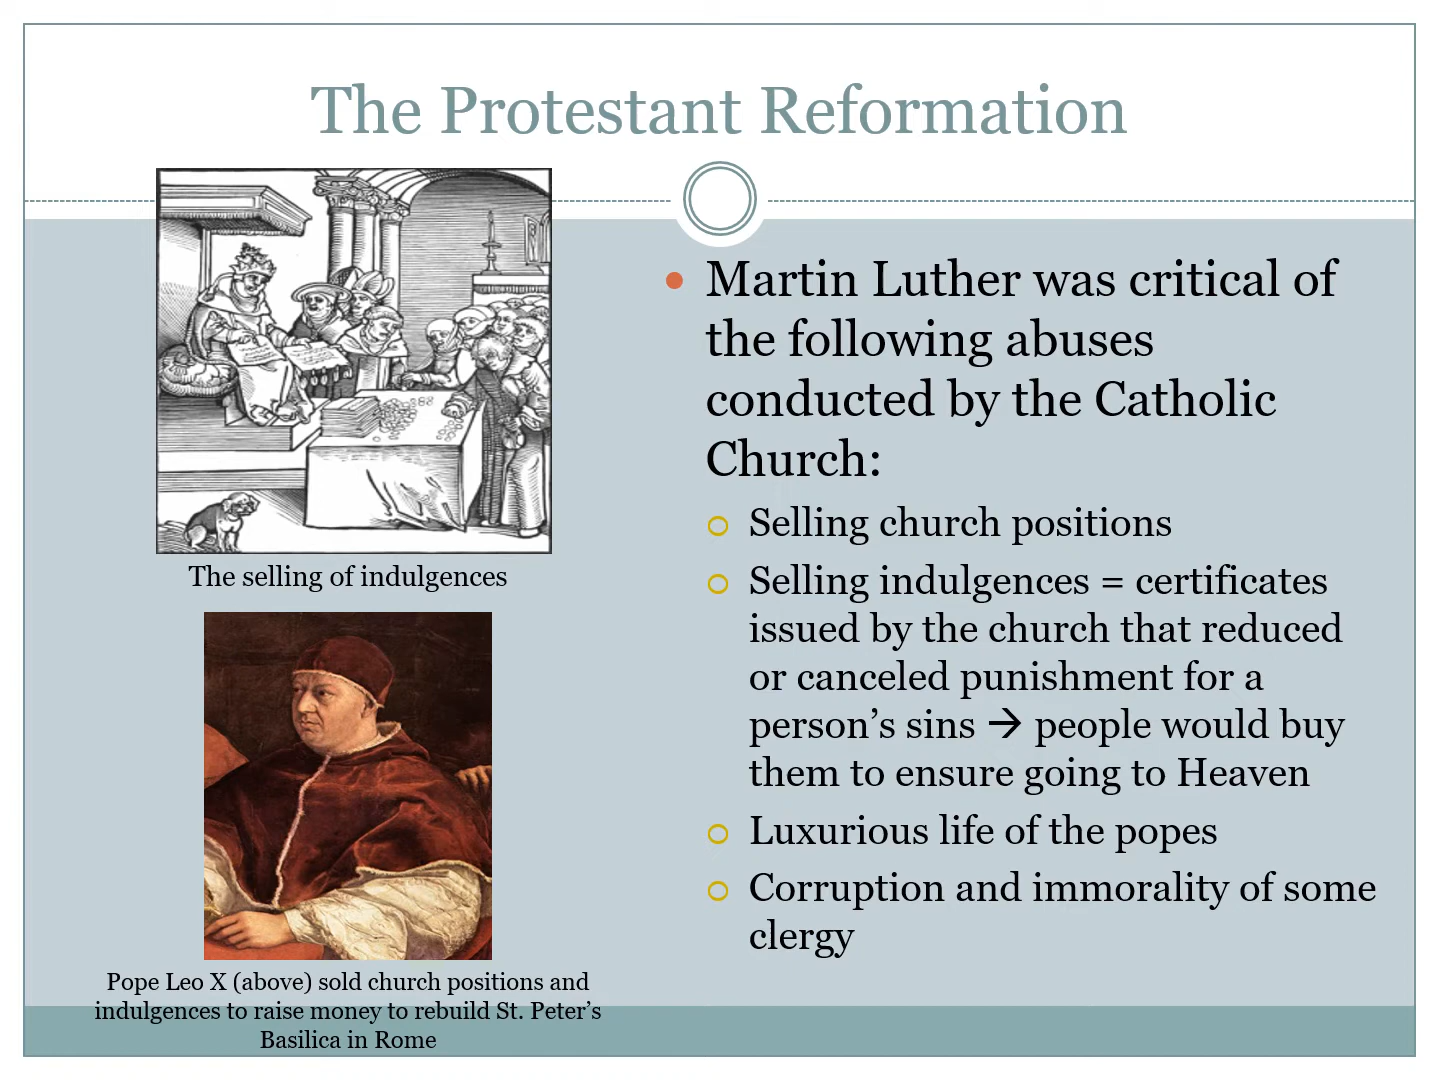 The Protestant Reformation
The selling of indulgences
Pope Leo X (above) sold church positions and
indulgences to raise money to rebuild St. Peter’s
Basilica in Rome
• Martin Luther was critical of
the following abuses
conducted by the Catholic
Church:
○ Selling church positions
○ Selling indulgences = certificates
issued by the church that reduced
or canceled punishment for a
person’s sins → people would buy
them to ensure going to Heaven
○ Luxurious life of the popes
○ Corruption and immorality of some
clergy